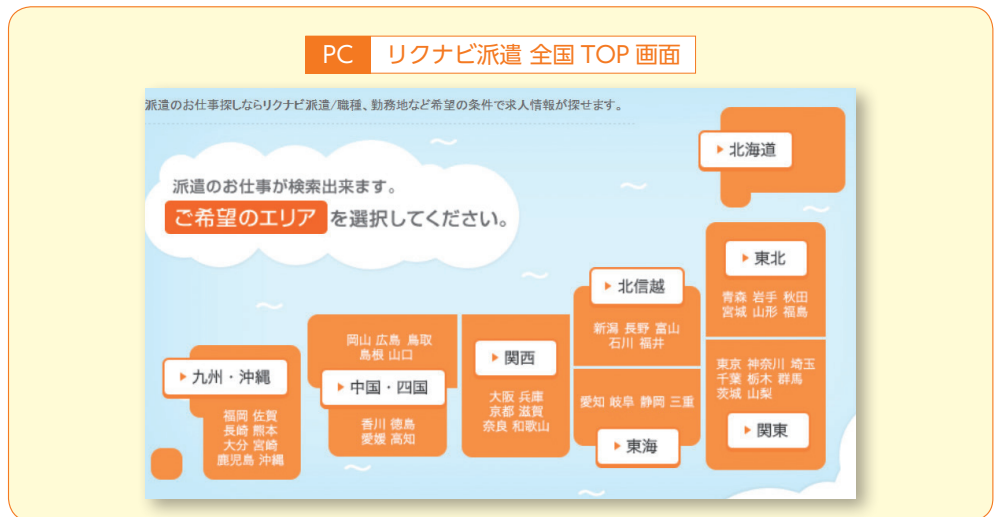 PC リクナビ派遣 全国 TOP 画面
派遣のお仕事探しならリクナビ派遣/職種、勤務地など希望の条件で求人情報が探せます。
派遣のお仕事が検索出来ます。
ご希望のエリア を選択してください。
北海道
東北
青森 岩手 秋田
宮城 山形 福島
北信越
新潟 長野 富山
石川 福井
東京 神奈川 埼玉
千葉 栃木 群馬
茨城 山梨
関東
愛知 岐阜 静岡 三重
東海
関西
大阪 兵庫
京都 滋賀
奈良 和歌山
岡山 広島 鳥取
島根 山口
中国・四国
香川 徳島
愛媛 高知
九州・沖縄
福岡 佐賀
長崎 熊本
大分 宮崎
鹿児島 沖縄